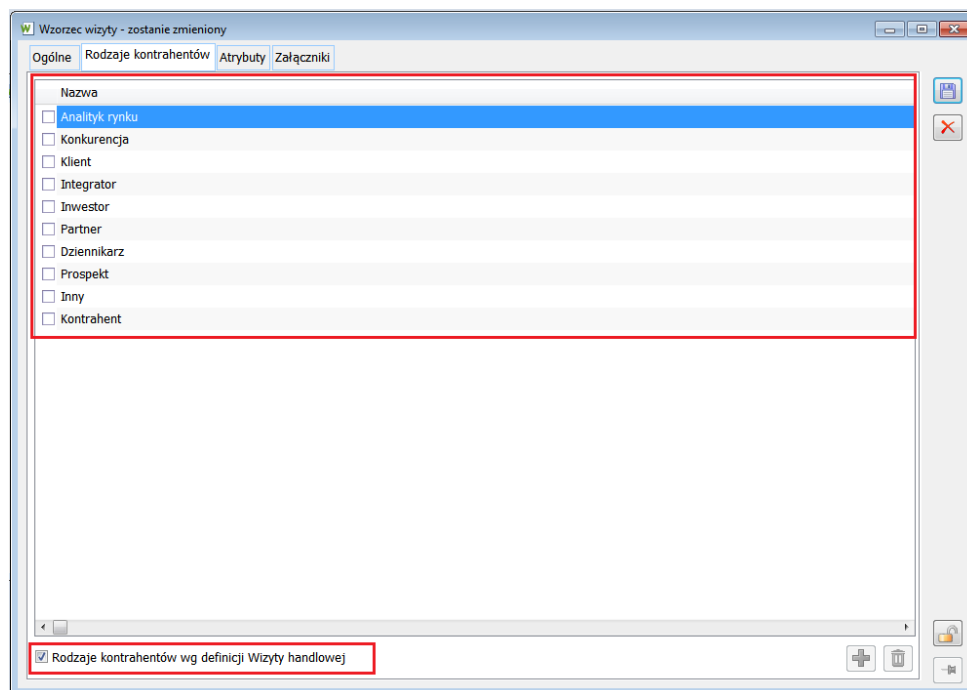 Wzorzec wizyty - zostanie zmieniony
Ogólne Rodzaje kontrahentów Atrybuty Załączniki
Nazwa
Analityk rynku
Konkurencja
Klient
Integrator
Inwestor
Partner
Dziennikarz
Prospekt
Inny
Kontrahent
Rodzaje kontrahentów wg definicji Wizyty handlowej